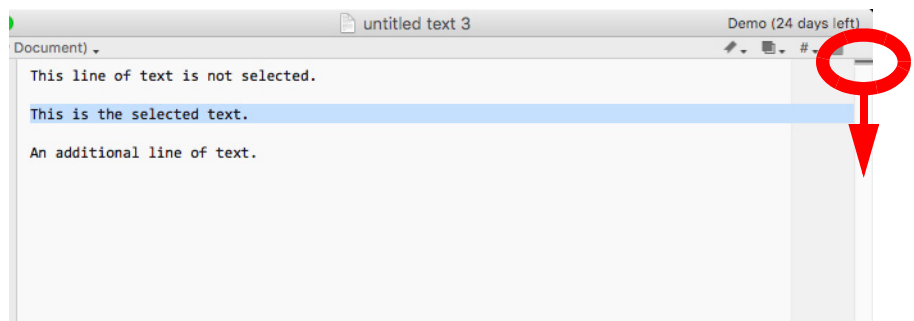 untitled text 3
Demo (24 days left)
Document)
#
This line of text is not selected.
This is the selected text.
An additional line of text.